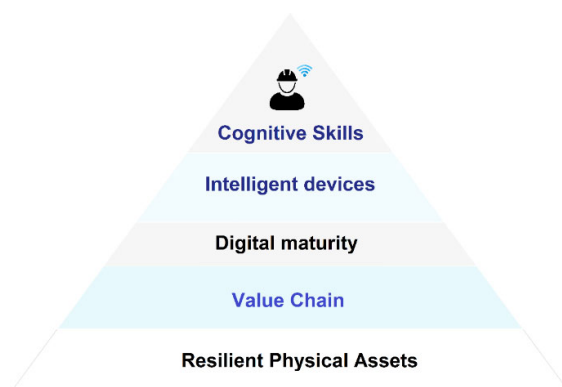 Cognitive Skills
Intelligent devices
Digital maturity
Value Chain
Resilient Physical Assets